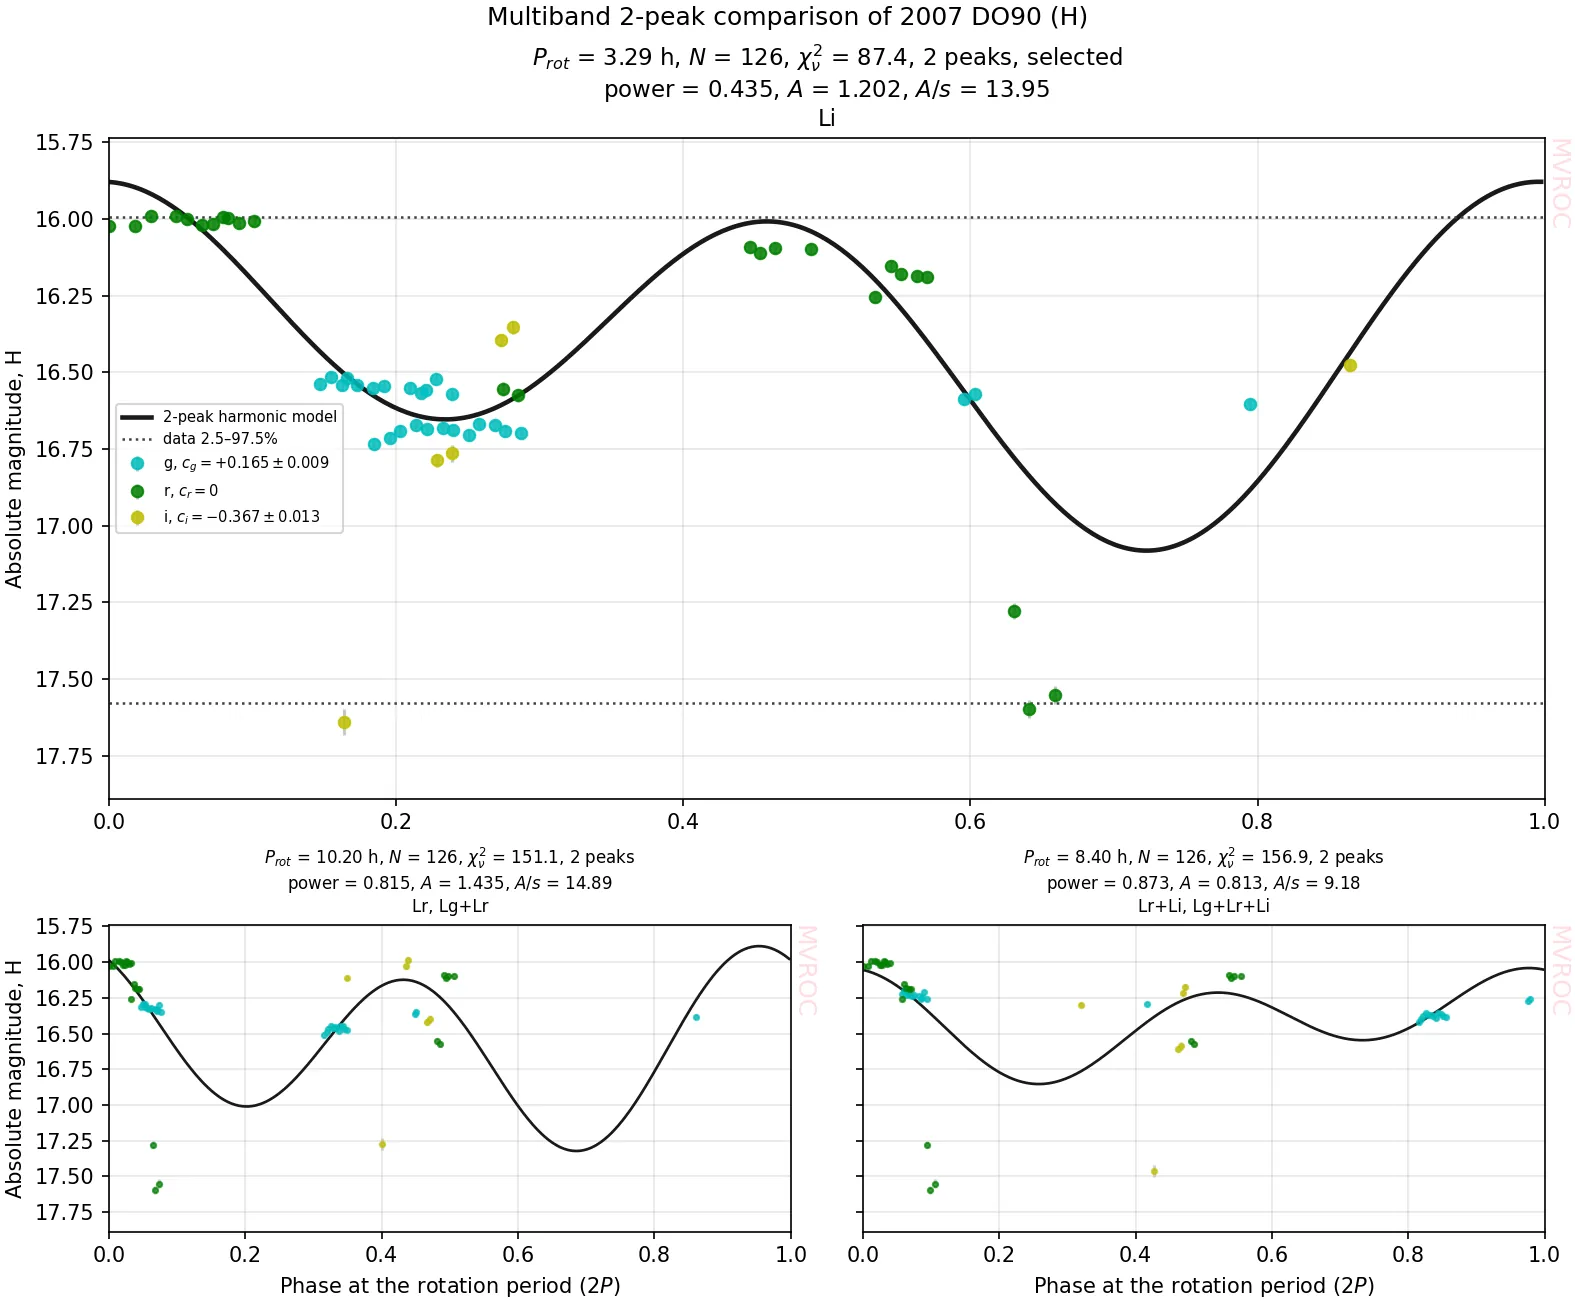 Multiband 2-peak comparison of 2007 DO90 (H)
P_rot = 3.29 h, N = 126, χ²_ν = 87.4, 2 peaks, selected
power = 0.435, A = 1.202, A/s = 13.95
Li
15.75
16.00
16.25
16.50
16.75
17.00
17.25
17.50
17.75
Absolute magnitude, H
2-peak harmonic model
data 2.5–97.5%
g, c_g = +0.165 ± 0.009
r, c_r = 0
i, c_i = −0.367 ± 0.013
0.0 0.2 0.4 0.6 0.8 1.0
MVROC
P_rot = 10.20 h, N = 126, χ²_ν = 151.1, 2 peaks
power = 0.815, A = 1.435, A/s = 14.89
Lr, Lg+Lr
15.75
16.00
16.25
16.50
16.75
17.00
17.25
17.50
17.75
Absolute magnitude, H
0.0 0.2 0.4 0.6 0.8 1.0
Phase at the rotation period (2P)
MVROC
P_rot = 8.40 h, N = 126, χ²_ν = 156.9, 2 peaks
power = 0.873, A = 0.813, A/s = 9.18
Lr+Li, Lg+Lr+Li
0.0 0.2 0.4 0.6 0.8 1.0
Phase at the rotation period (2P)
MVROC